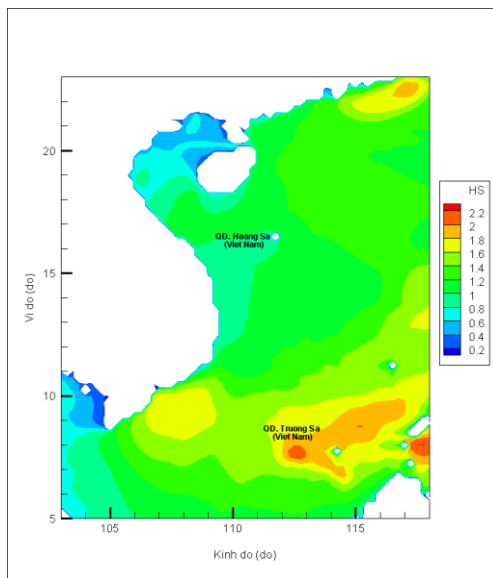 HS
2.2
2
1.8
1.6
1.4
1.2
1
0.8
0.6
0.4
0.2
20
15
10
5
QD. Hoang Sa
(Viet Nam)
QD. Truong Sa
(Viet Nam)
105
110
115
Vi do (do)
Kinh do (do)